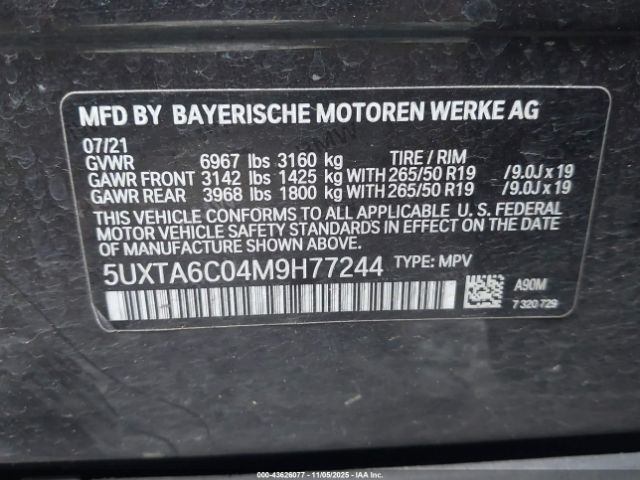 MFD BY BAYERISCHE MOTOREN WERKE AG
07/21
GVWR 6967 lbs 3160 kg TIRE / RIM
GAWR FRONT 3142 lbs 1425 kg WITH 265/50 R19 /9.0J x 19
GAWR REAR 3968 lbs 1800 kg WITH 265/50 R19 /9.0J x 19
THIS VEHICLE CONFORMS TO ALL APPLICABLE U. S. FEDERAL
MOTOR VEHICLE SAFETY STANDARDS IN EFFECT ON THE DATE
OF MANUFACTURE SHOWN ABOVE.
5UXTA6C04M9H77244 TYPE: MPV
A90M
7 320 729
© IAA - 43626077 - 11/05/2025 - IAAI.COM